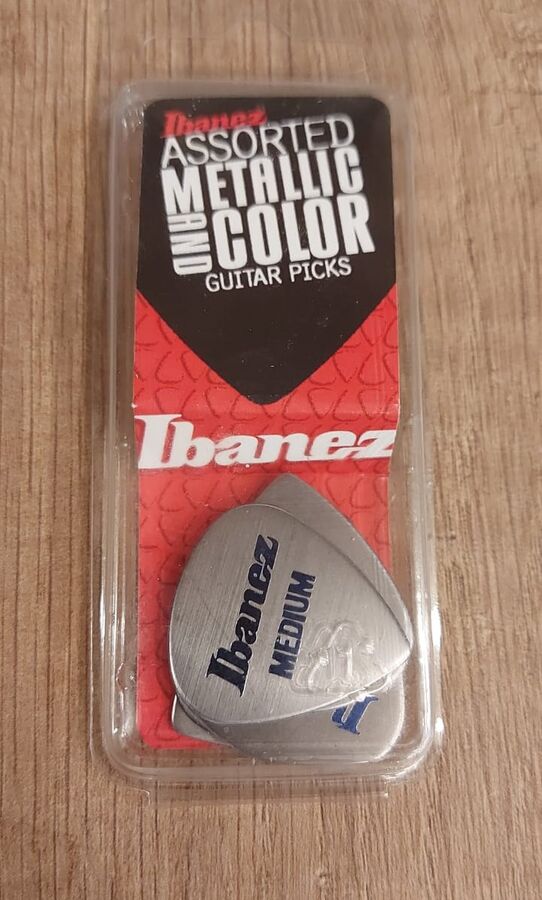 Ibanez
ASSORTED
METALLIC
AND COLOR
GUITAR PICKS
Ibanez
Ibanez
MEDIUM